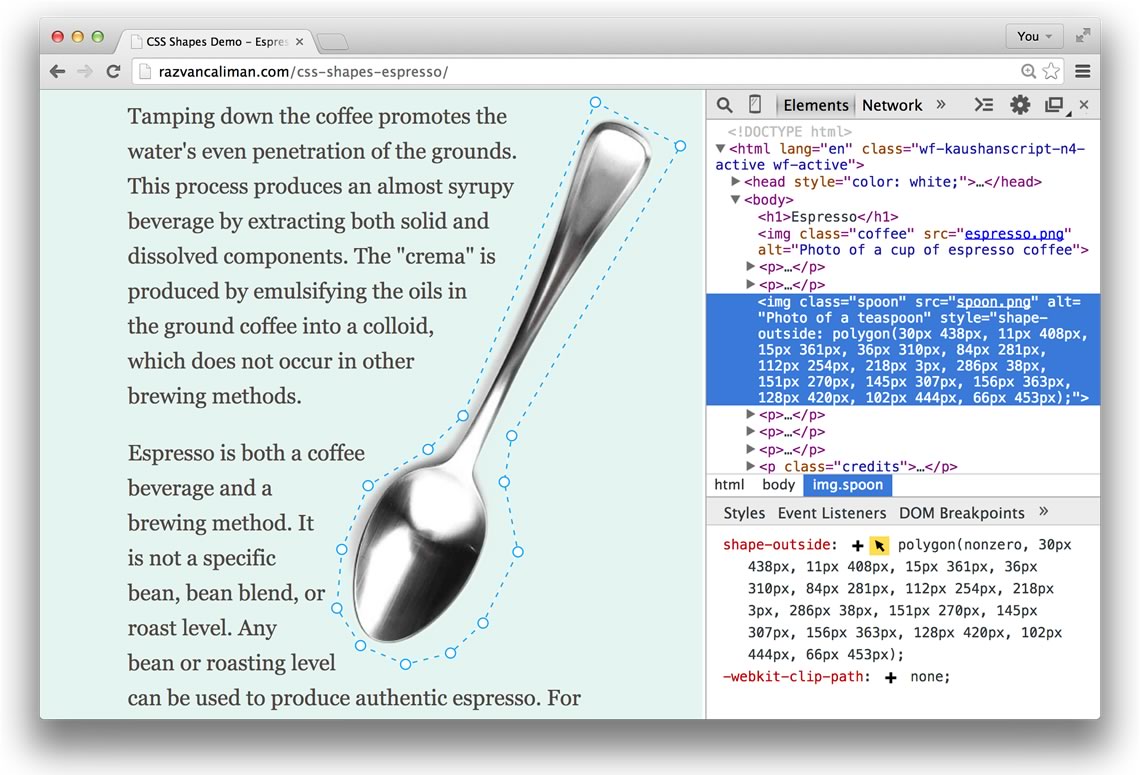 CSS Shapes Demo – Espres
You
razvancaliman.com/css-shapes-espresso/
Tamping down the coffee promotes the
water's even penetration of the grounds.
This process produces an almost syrupy
beverage by extracting both solid and
dissolved components. The "crema" is
produced by emulsifying the oils in
the ground coffee into a colloid,
which does not occur in other
brewing methods.
Espresso is both a coffee
beverage and a
brewing method. It
is not a specific
bean, bean blend, or
roast level. Any
bean or roasting level
can be used to produce authentic espresso. For
Elements Network »
<!DOCTYPE html>
<html lang="en" class="wf-kaushanscript-n4-
active wf-active">
<head style="color: white;">…</head>
<body>
<h1>Espresso</h1>
<img class="coffee" src="espresso.png"
alt="Photo of a cup of espresso coffee">
<p>…</p>
<p>…</p>
<img class="spoon" src="spoon.png" alt=
"Photo of a teaspoon" style="shape-
outside: polygon(30px 438px, 11px 408px,
15px 361px, 36px 310px, 84px 281px,
112px 254px, 218px 3px, 286px 38px,
151px 270px, 145px 307px, 156px 363px,
128px 420px, 102px 444px, 66px 453px);">
<p>…</p>
<p>…</p>
<p>…</p>
<p class="credits">…</p>
html body img.spoon
Styles Event Listeners DOM Breakpoints »
shape-outside: polygon(nonzero, 30px
438px, 11px 408px, 15px 361px, 36px
310px, 84px 281px, 112px 254px, 218px
3px, 286px 38px, 151px 270px, 145px
307px, 156px 363px, 128px 420px, 102px
444px, 66px 453px);
-webkit-clip-path: none;